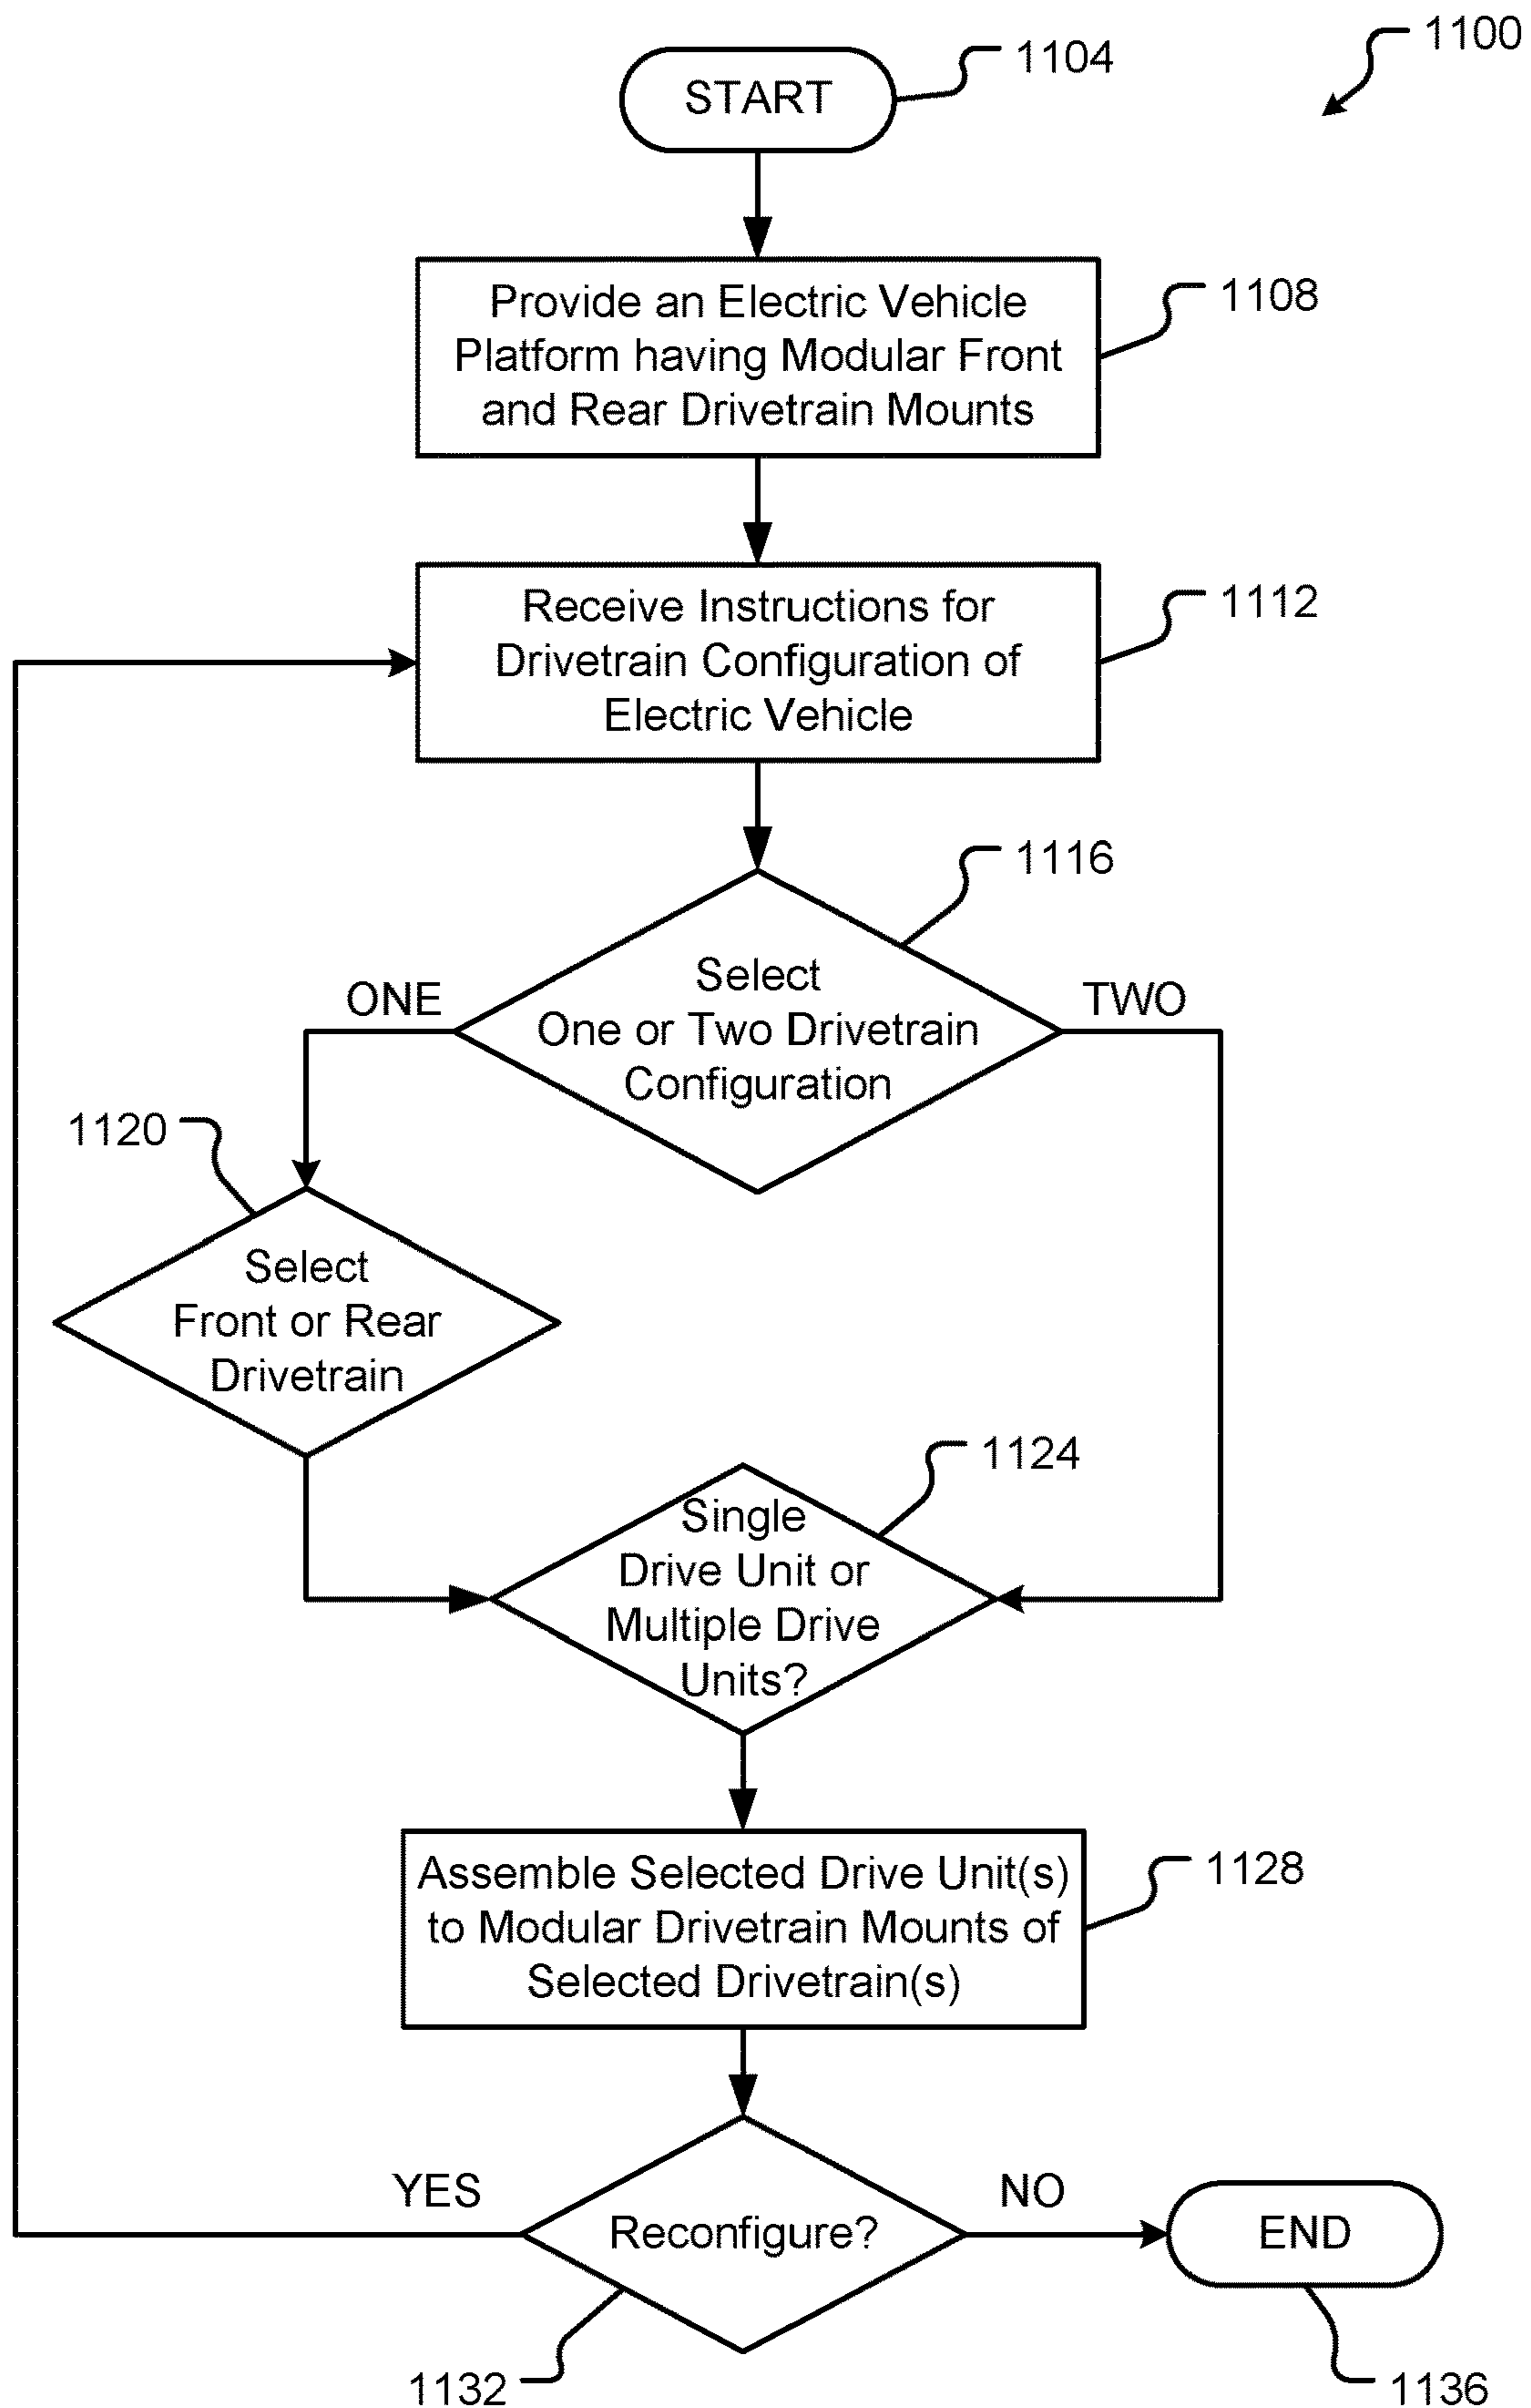 1100
START
1104
Provide an Electric Vehicle
Platform having Modular Front
and Rear Drivetrain Mounts
1108
Receive Instructions for
Drivetrain Configuration of
Electric Vehicle
1112
1116
Select
One or Two Drivetrain
Configuration
ONE
TWO
1120
Select
Front or Rear
Drivetrain
1124
Single
Drive Unit or
Multiple Drive
Units?
Assemble Selected Drive Unit(s)
to Modular Drivetrain Mounts of
Selected Drivetrain(s)
1128
YES
Reconfigure?
NO
END
1132
1136